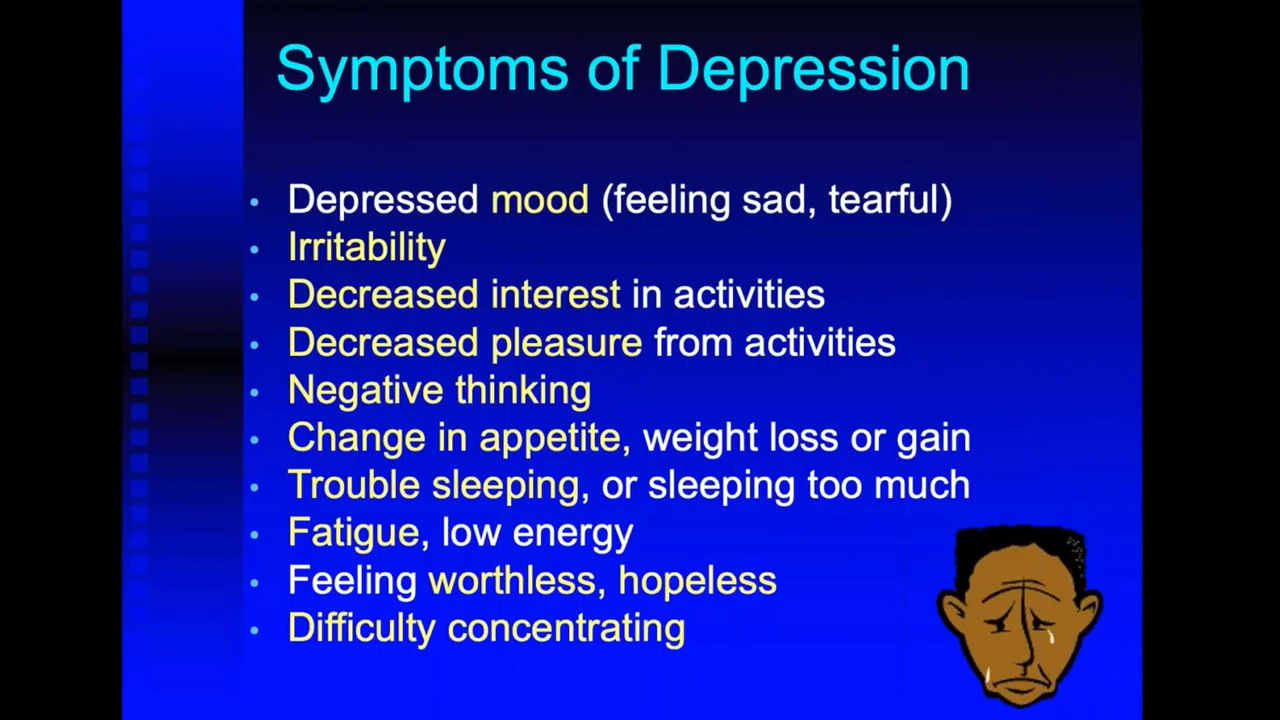 Symptoms of Depression
• Depressed mood (feeling sad, tearful)
• Irritability
• Decreased interest in activities
• Decreased pleasure from activities
• Negative thinking
• Change in appetite, weight loss or gain
• Trouble sleeping, or sleeping too much
• Fatigue, low energy
• Feeling worthless, hopeless
• Difficulty concentrating